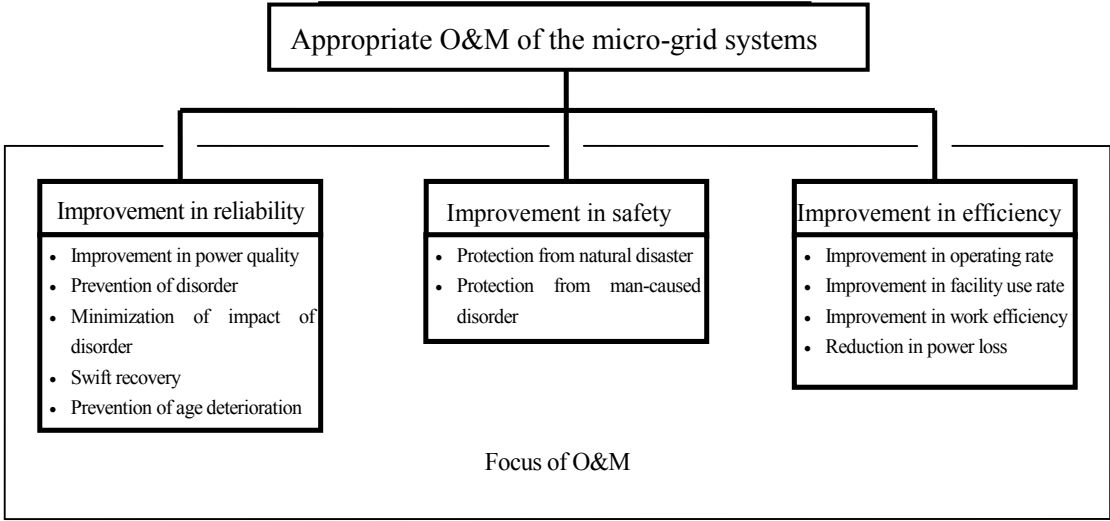 Appropriate O&M of the micro-grid systems
Improvement in reliability
• Improvement in power quality
• Prevention of disorder
• Minimization of impact of
disorder
• Swift recovery
• Prevention of age deterioration
Improvement in safety
• Protection from natural disaster
• Protection from man-caused
disorder
Improvement in efficiency
• Improvement in operating rate
• Improvement in facility use rate
• Improvement in work efficiency
• Reduction in power loss
Focus of O&M